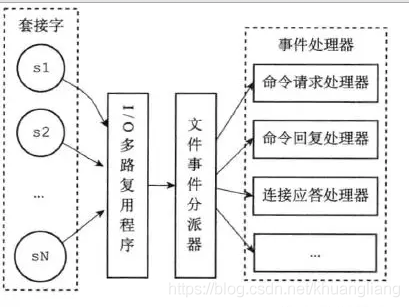 套接字
s1
s2
...
sN
I/O多路复用程序
文件事件分派器
事件处理器
命令请求处理器
命令回复处理器
连接应答处理器
...
https://blog.csdn.net/khuangliang